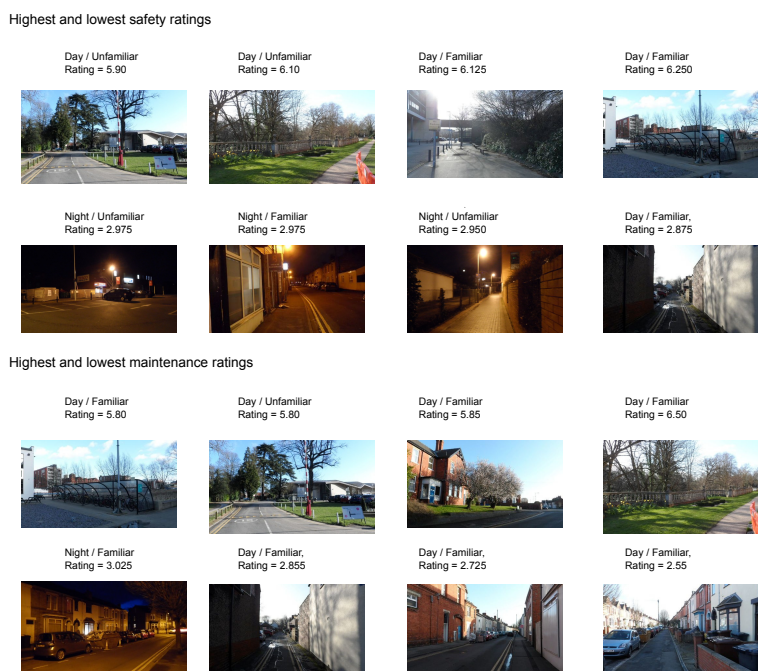 Highest and lowest safety ratings
Day / Unfamiliar
Rating = 5.90
Day / Unfamiliar
Rating = 6.10
Day / Familiar
Rating = 6.125
Day / Familiar
Rating = 6.250
Night / Unfamiliar
Rating = 2.975
Night / Familiar
Rating = 2.975
Night / Unfamiliar
Rating = 2.950
Day / Familiar,
Rating = 2.875
Highest and lowest maintenance ratings
Day / Familiar
Rating = 5.80
Day / Unfamiliar
Rating = 5.80
Day / Familiar
Rating = 5.85
Day / Familiar
Rating = 6.50
Night / Familiar
Rating = 3.025
Day / Familiar,
Rating = 2.855
Day / Familiar,
Rating = 2.725
Day / Familiar,
Rating = 2.55